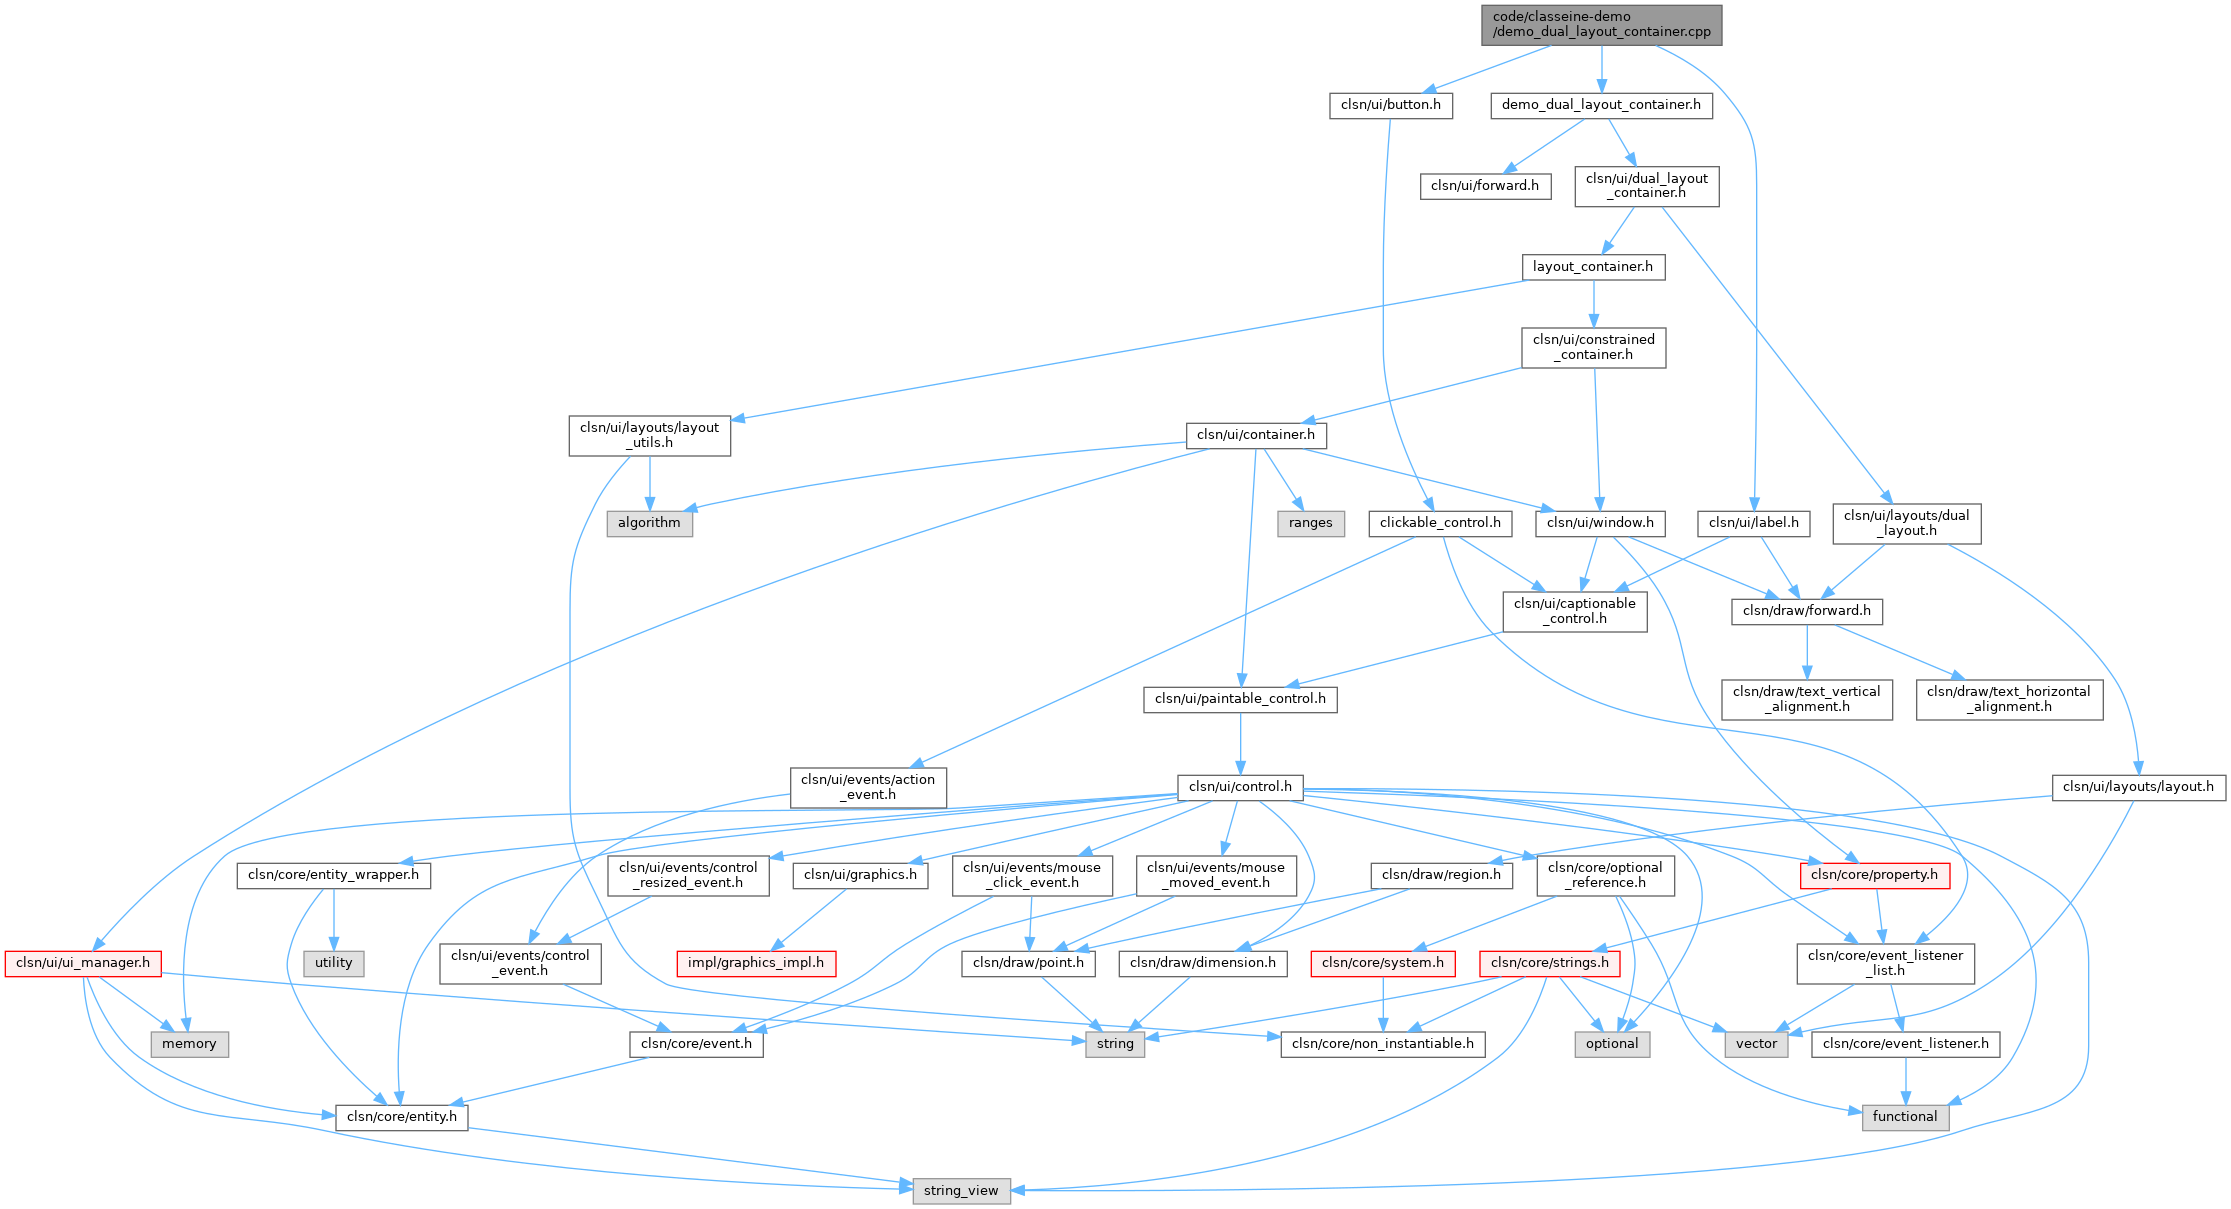 code/classeine-demo
/demo_dual_layout_container.cpp
clsn/ui/button.h
demo_dual_layout_container.h
clsn/ui/forward.h
clsn/ui/dual_layout
_container.h
layout_container.h
clsn/ui/constrained
_container.h
clsn/ui/layouts/layout
_utils.h
clsn/ui/container.h
algorithm
ranges
clickable_control.h
clsn/ui/window.h
clsn/ui/label.h
clsn/ui/layouts/dual
_layout.h
clsn/ui/captionable
_control.h
clsn/draw/forward.h
clsn/ui/paintable_control.h
clsn/draw/text_vertical
_alignment.h
clsn/draw/text_horizontal
_alignment.h
clsn/ui/events/action
_event.h
clsn/ui/control.h
clsn/ui/layouts/layout.h
clsn/core/entity_wrapper.h
clsn/ui/events/control
_resized_event.h
clsn/ui/graphics.h
clsn/ui/events/mouse
_click_event.h
clsn/ui/events/mouse
_moved_event.h
clsn/draw/region.h
clsn/core/optional
_reference.h
clsn/core/property.h
clsn/ui/ui_manager.h
utility
clsn/ui/events/control
_event.h
impl/graphics_impl.h
clsn/draw/point.h
clsn/draw/dimension.h
clsn/core/system.h
clsn/core/strings.h
clsn/core/event_listener
_list.h
memory
clsn/core/event.h
string
clsn/core/non_instantiable.h
optional
vector
clsn/core/event_listener.h
clsn/core/entity.h
functional
string_view